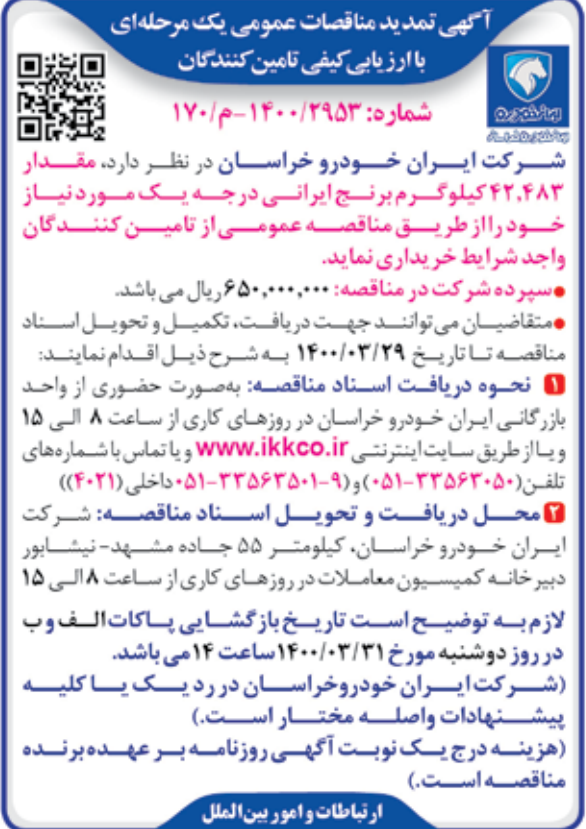 آگهی تمدید مناقصات عمومی یک مرحله‌ای
با ارزیابی کیفی تامین کنندگان
ایران‌خودرو
ایران‌خودرو خراسان
شماره: ۱۴۰۰/۲۹۵۳-م/۱۷۰
شرکت ایران خودرو خراسان در نظر دارد، مقدار
۴۲,۴۸۳ کیلوگرم برنج ایرانی درجه یک مورد نیاز
خود را از طریق مناقصه عمومی از تامین کنندگان
واجد شرایط خریداری نماید.
●سپرده شرکت در مناقصه: ۶۵۰,۰۰۰,۰۰۰ ریال می باشد.
●متقاضیان می توانند جهت دریافت، تکمیل و تحویل اسناد
مناقصه تا تاریخ ۱۴۰۰/۰۳/۲۹ به شرح ذیل اقدام نمایند:
۱ نحوه دریافت اسناد مناقصه: به‌صورت حضوری از واحد
بازرگانی ایران خودرو خراسان در روزهای کاری از ساعت ۸ الی ۱۵
و یا از طریق سایت اینترنتی www.ikkco.ir و یا تماس با شماره‌های
تلفن(۰۵۱-۳۳۵۶۳۰۵۰) و (۹-۰۵۱-۳۳۵۶۳۵۰۱ داخلی (۴۰۲۱))
۲ محل دریافت و تحویل اسناد مناقصه: شرکت
ایران خودرو خراسان، کیلومتر ۵۵ جاده مشهد- نیشابور
دبیرخانه کمیسیون معاملات در روزهای کاری از ساعت ۸ الی ۱۵
لازم به توضیح است تاریخ بازگشایی پاکات الف و ب
در روز دوشنبه مورخ ۱۴۰۰/۰۳/۳۱ ساعت ۱۴ می باشد.
(شرکت ایران خودروخراسان در رد یک یا کلیه
پیشنهادات واصله مختار است.)
(هزینه درج یک نوبت آگهی روزنامه بر عهده برنده
مناقصه است.)
ارتباطات و امور بین الملل